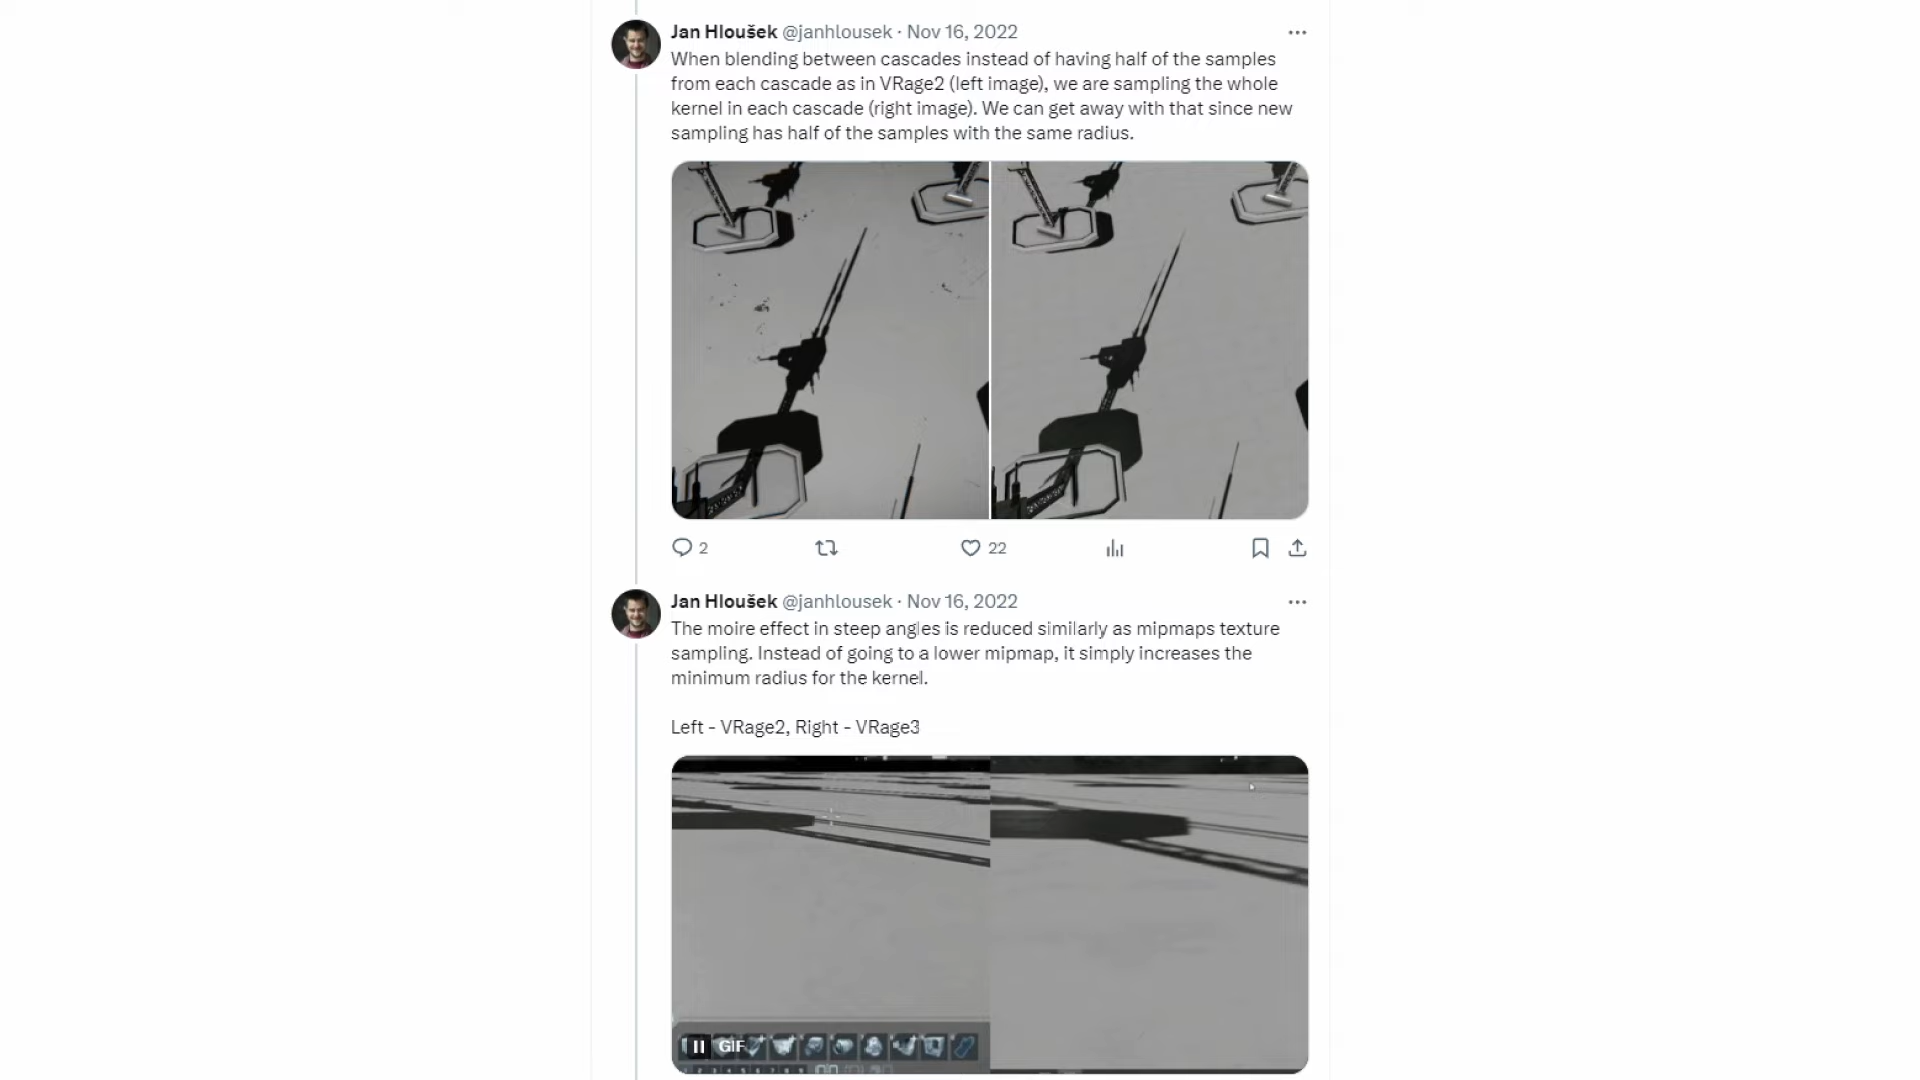 Jan Hloušek @janhlousek · Nov 16, 2022
When blending between cascades instead of having half of the samples
from each cascade as in VRage2 (left image), we are sampling the whole
kernel in each cascade (right image). We can get away with that since new
sampling has half of the samples with the same radius.
2
22
Jan Hloušek @janhlousek · Nov 16, 2022
The moire effect in steep angles is reduced similarly as mipmaps texture
sampling. Instead of going to a lower mipmap, it simply increases the
minimum radius for the kernel.
Left - VRage2, Right - VRage3
GIF